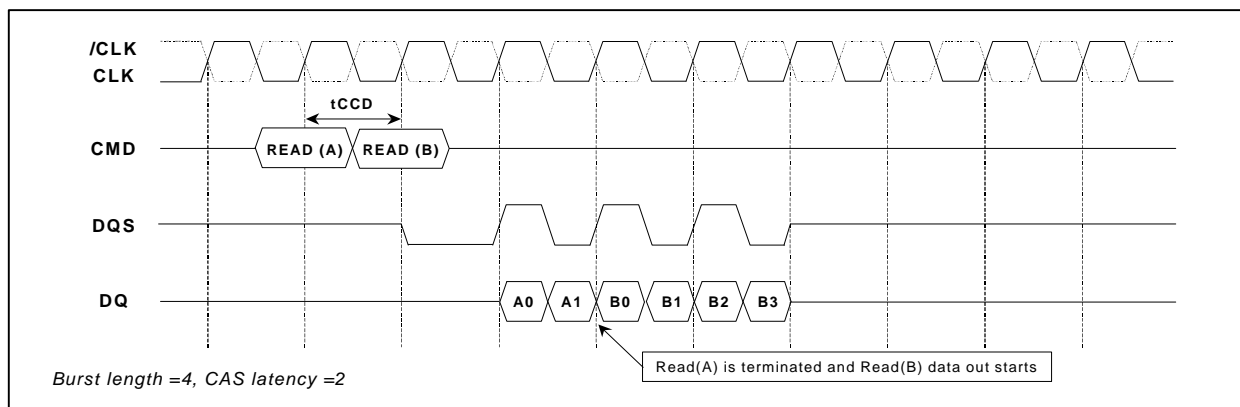 /CLK
CLK
tCCD
CMD READ (A) READ (B)
DQS
DQ A0 A1 B0 B1 B2 B3
Read(A) is terminated and Read(B) data out starts
Burst length =4, CAS latency =2